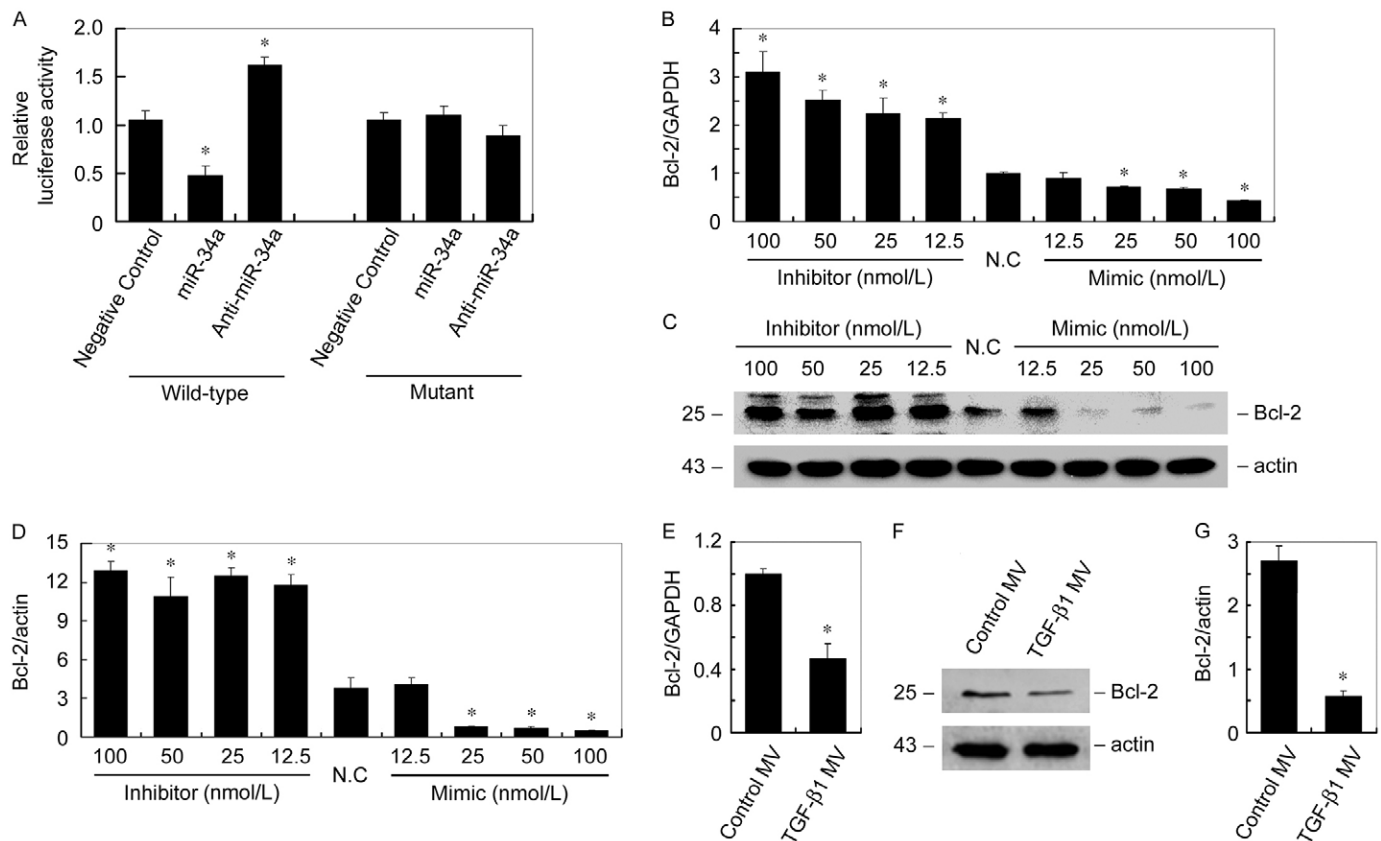 A
Relative
luciferase activity
2.0
1.5
1.0
0.5
0
*
*
Negative Control
miR-34a
Anti-miR-34a
Negative Control
miR-34a
Anti-miR-34a
Wild-type
Mutant
B
Bcl-2/GAPDH
4
3
2
1
0
* * * * * * *
100 50 25 12.5 N.C 12.5 25 50 100
Inhibitor (nmol/L) Mimic (nmol/L)
C
Inhibitor (nmol/L) N.C Mimic (nmol/L)
100 50 25 12.5 12.5 25 50 100
25 – – Bcl-2
43 – – actin
D
Bcl-2/actin
15
12
9
6
3
0
* * * * * * *
100 50 25 12.5 N.C 12.5 25 50 100
Inhibitor (nmol/L) Mimic (nmol/L)
E
Bcl-2/GAPDH
1.2
0.8
0.4
0
*
Control MV
TGF-β1 MV
F
Control MV
TGF-β1 MV
25 – – Bcl-2
43 – – actin
G
Bcl-2/actin
3
2
1
0
*
Control MV
TGF-β1 MV